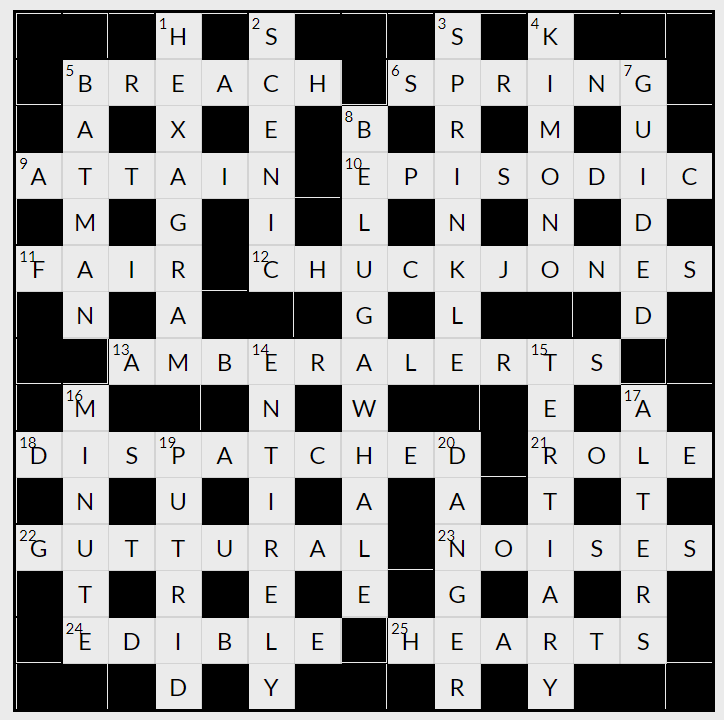 1 H 2 S 3 S 4 K
5 B R E A C H 6 S P R I N 7 G
A X E 8 B R M U
9 A T T A I N 10 E P I S O D I C
M G I L N N D
11 F A I R 12 C H U C K J O N E S
N A G L D
13 A M B 14 E R A L E R 15 T S
16 M N W E 17 A
18 D I S 19 P A T C H E 20 D 21 R O L E
N U I A A T T
22 G U T T U R A L 23 N O I S E S
T R E E G A R
24 E D I B L E 25 H E A R T S
D Y R Y